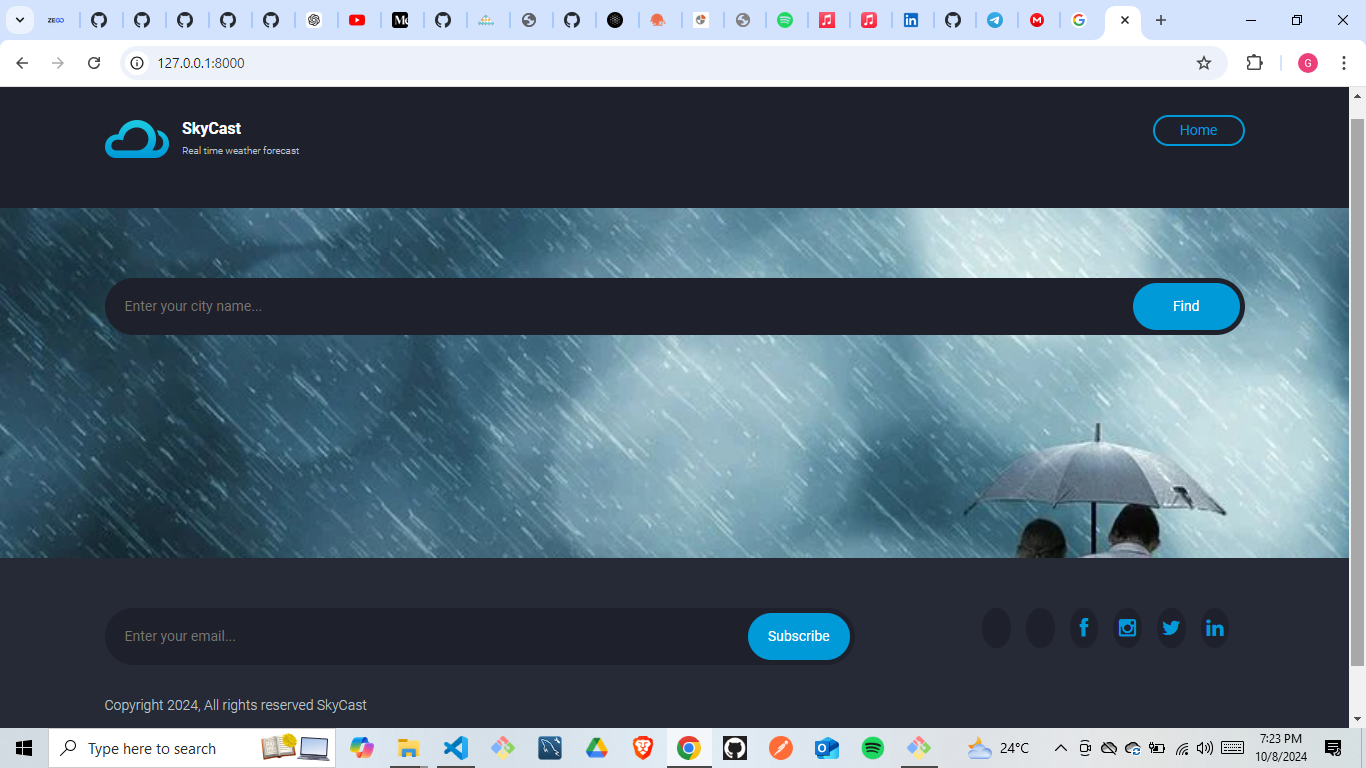 ZEGO
127.0.0.1:8000
G
SkyCast
Real time weather forecast
Home
Enter your city name...
Find
Enter your email...
Subscribe
Copyright 2024, All rights reserved SkyCast
Type here to search
24°C
7:23 PM
10/8/2024